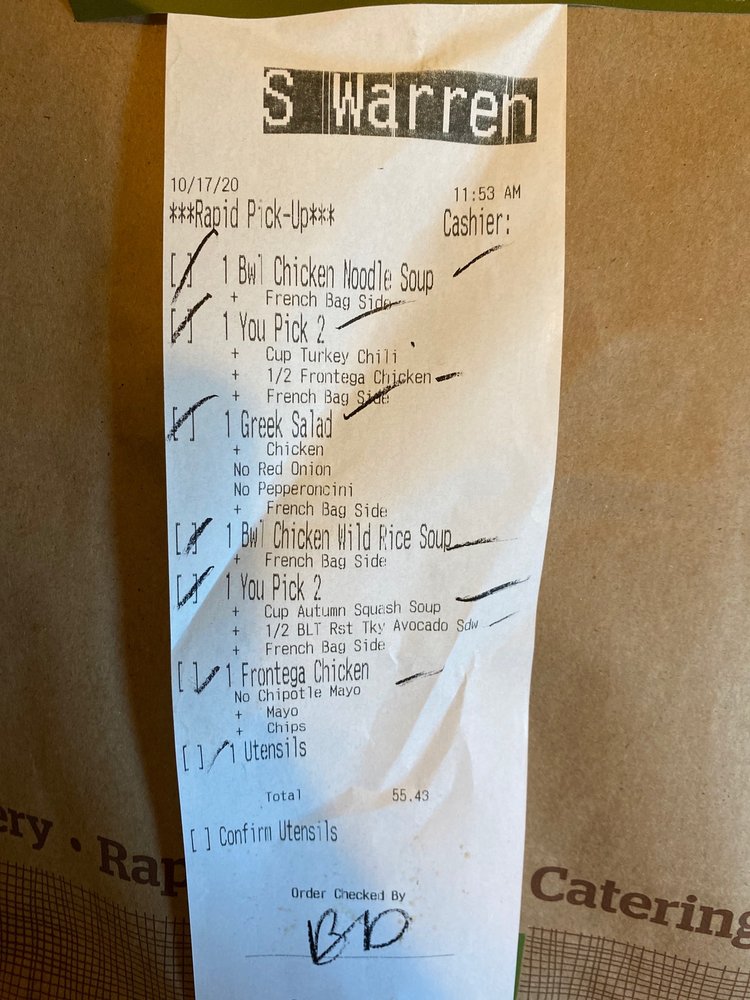 S Warren
10/17/20
11:53 AM
***Rapid Pick-Up***
Cashier:
[ ] 1 Bwl Chicken Noodle Soup
+ French Bag Side
[ ] 1 You Pick 2
+ Cup Turkey Chili
+ 1/2 Frontega Chicken
+ French Bag Side
[ ] 1 Greek Salad
+ Chicken
No Red Onion
No Pepperoncini
+ French Bag Side
[ ] 1 Bwl Chicken Wild Rice Soup
+ French Bag Side
[ ] 1 You Pick 2
+ Cup Autumn Squash Soup
+ 1/2 BLT Rst Tky Avocado Sdw
+ French Bag Side
[ ] 1 Frontega Chicken
No Chipotle Mayo
+ Mayo
+ Chips
[ ] 1 Utensils
Total 55.43
[ ] Confirm Utensils
ery • Rap
Catering
Order Checked By
BD